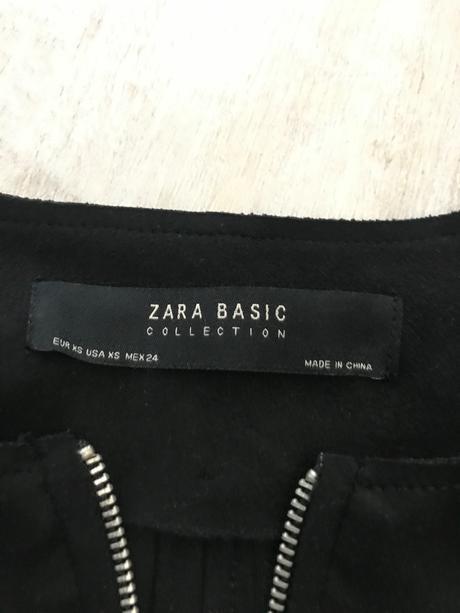 ZARA BASIC
COLLECTION
EUR XS USA XS MEX 24
MADE IN CHINA